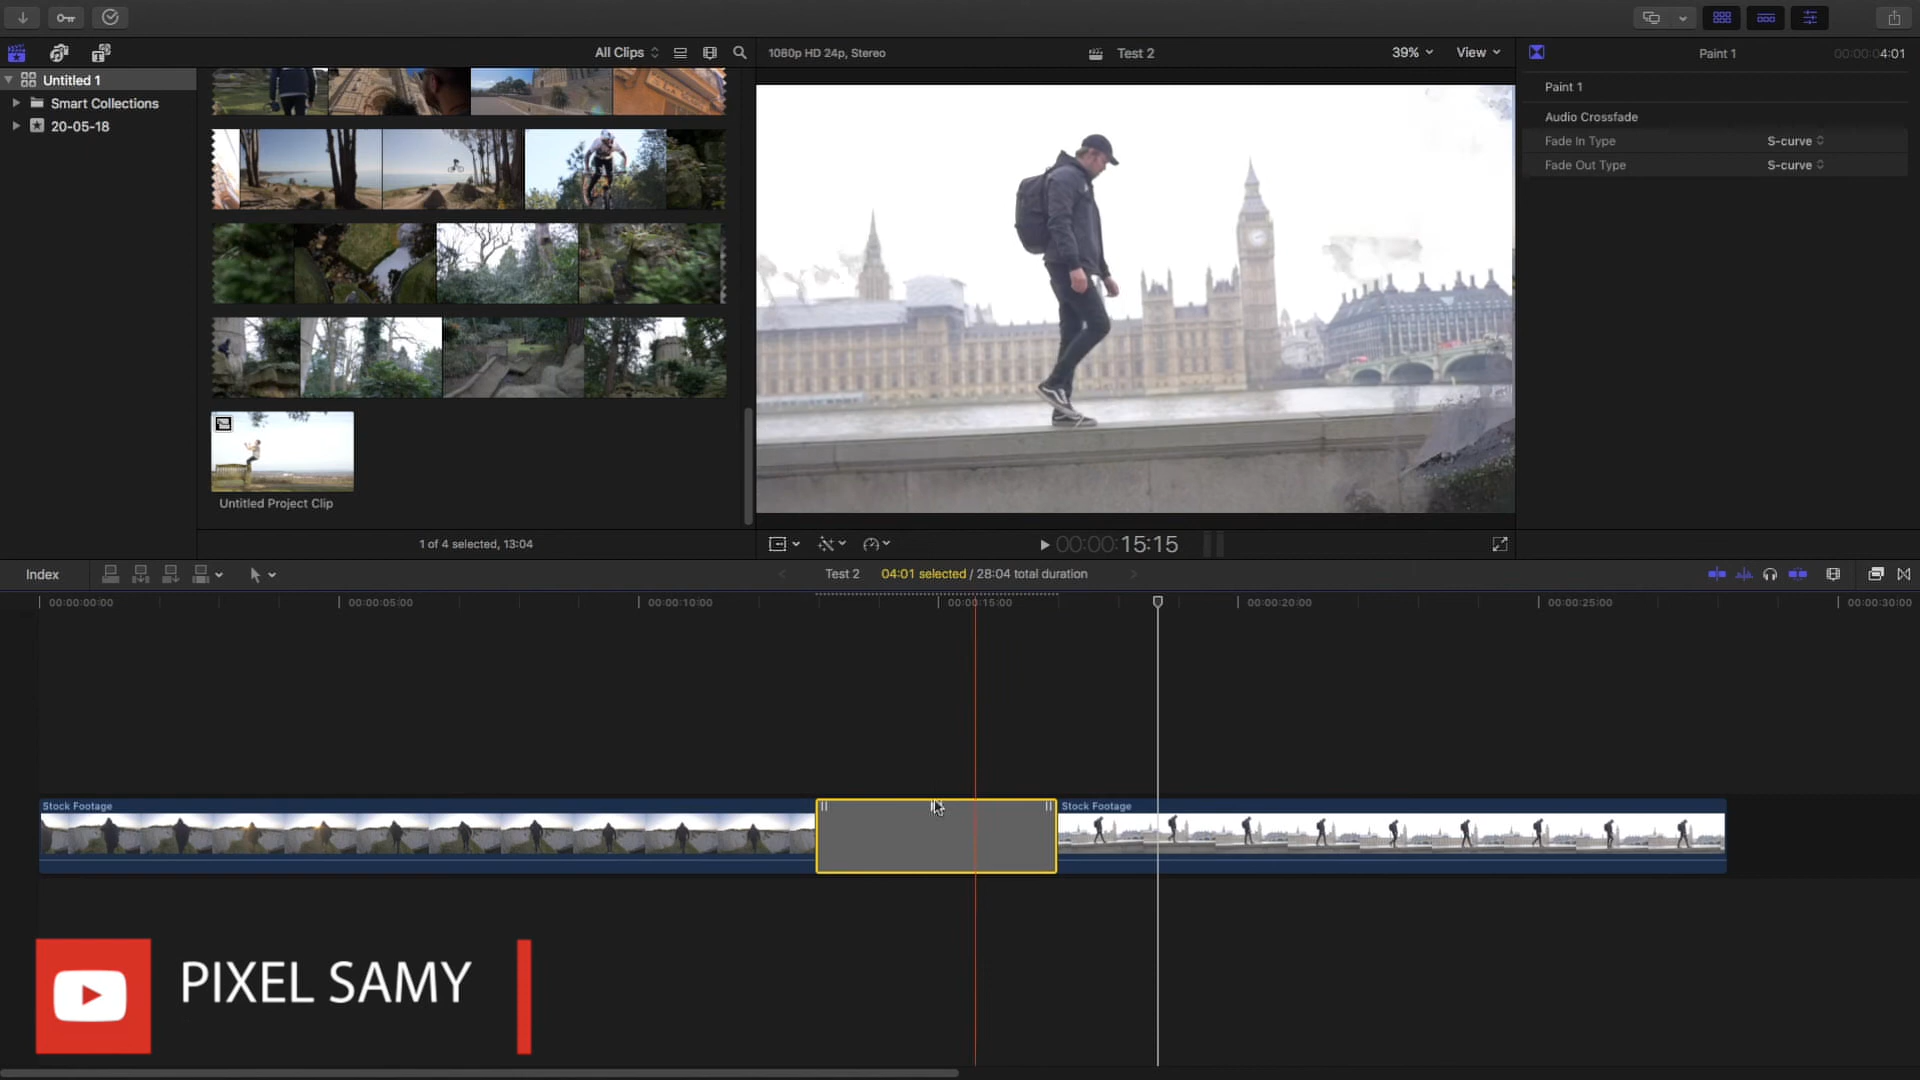 All Clips
1080p HD 24p, Stereo
Test 2
39%
View
Paint 1
00:00:04:01
Untitled 1
Smart Collections
20-05-18
Paint 1
Audio Crossfade
Fade In Type
S-curve
Fade Out Type
S-curve
Untitled Project Clip
1 of 4 selected, 13:04
00:00:15:15
Index
Test 2
04:01 selected / 28:04 total duration
00:00:00:00
00:00:05:00
00:00:10:00
00:00:15:00
00:00:20:00
00:00:25:00
00:00:30:00
Stock Footage
Stock Footage
PIXEL SAMY